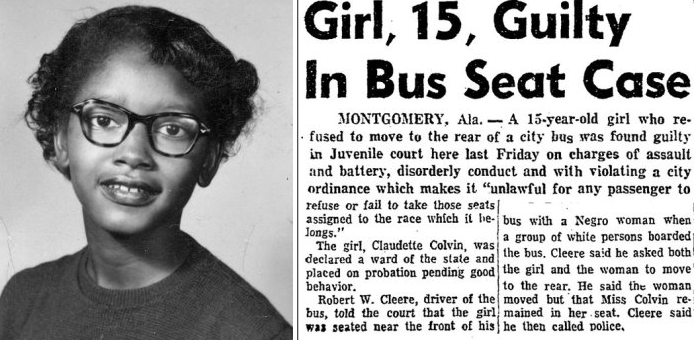 Girl, 15, Guilty
In Bus Seat Case
MONTGOMERY, Ala. — A 15-year-old girl who re-
fused to move to the rear of a city bus was found guilty
in Juvenile court here last Friday on charges of assault
and battery, disorderly conduct and with violating a city
ordinance which makes it "unlawful for any passenger to
refuse or fail to take those seats
assigned to the race which it be-
longs."
The girl, Claudette Colvin, was
declared a ward of the state and
placed on probation pending good
behavior.
Robert W. Cleere, driver of the
bus, told the court that the girl
was seated near the front of his
bus with a Negro woman when
a group of white persons boarded
the bus. Cleere said he asked both
the girl and the woman to move
to the rear. He said the woman
moved but that Miss Colvin re-
mained in her seat. Cleere said
he then called police.